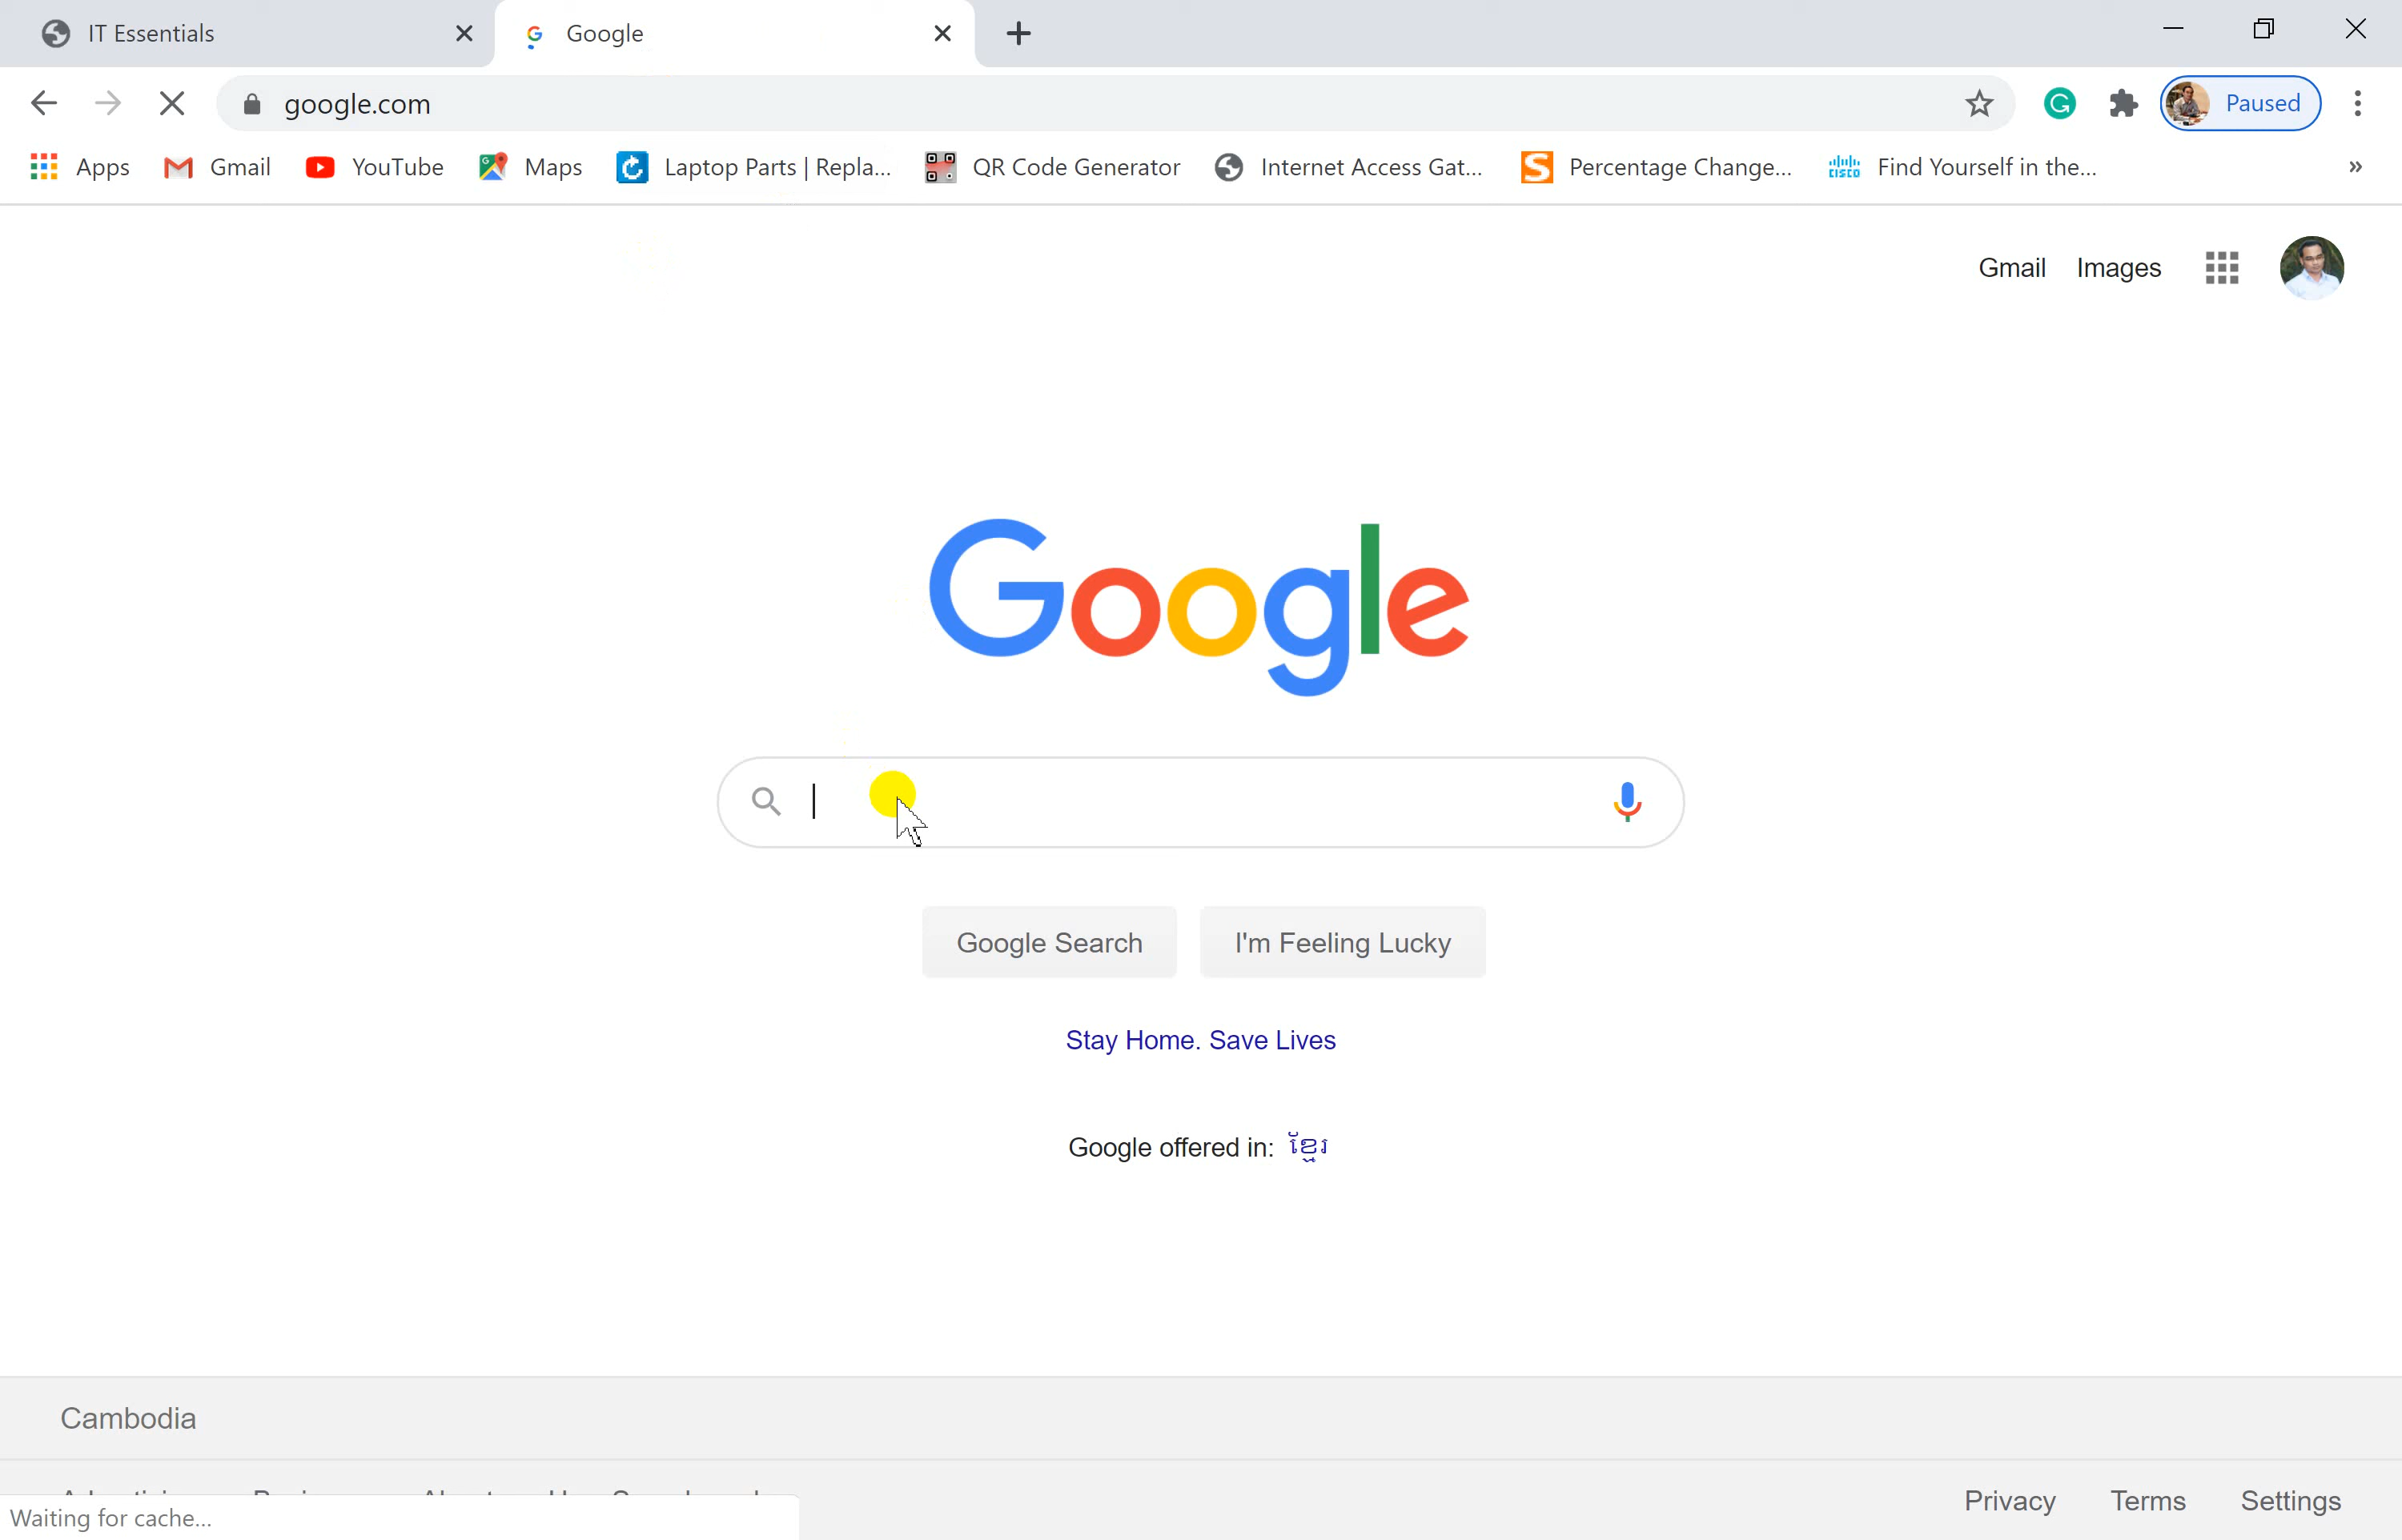 IT Essentials
Google
google.com
Paused
Apps Gmail YouTube Maps Laptop Parts | Repla... QR Code Generator Internet Access Gat... Percentage Change... Find Yourself in the... »
Gmail Images
Google
Google Search I'm Feeling Lucky
Stay Home. Save Lives
Google offered in: ខ្មែរ
Cambodia
Privacy Terms Settings
Waiting for cache...